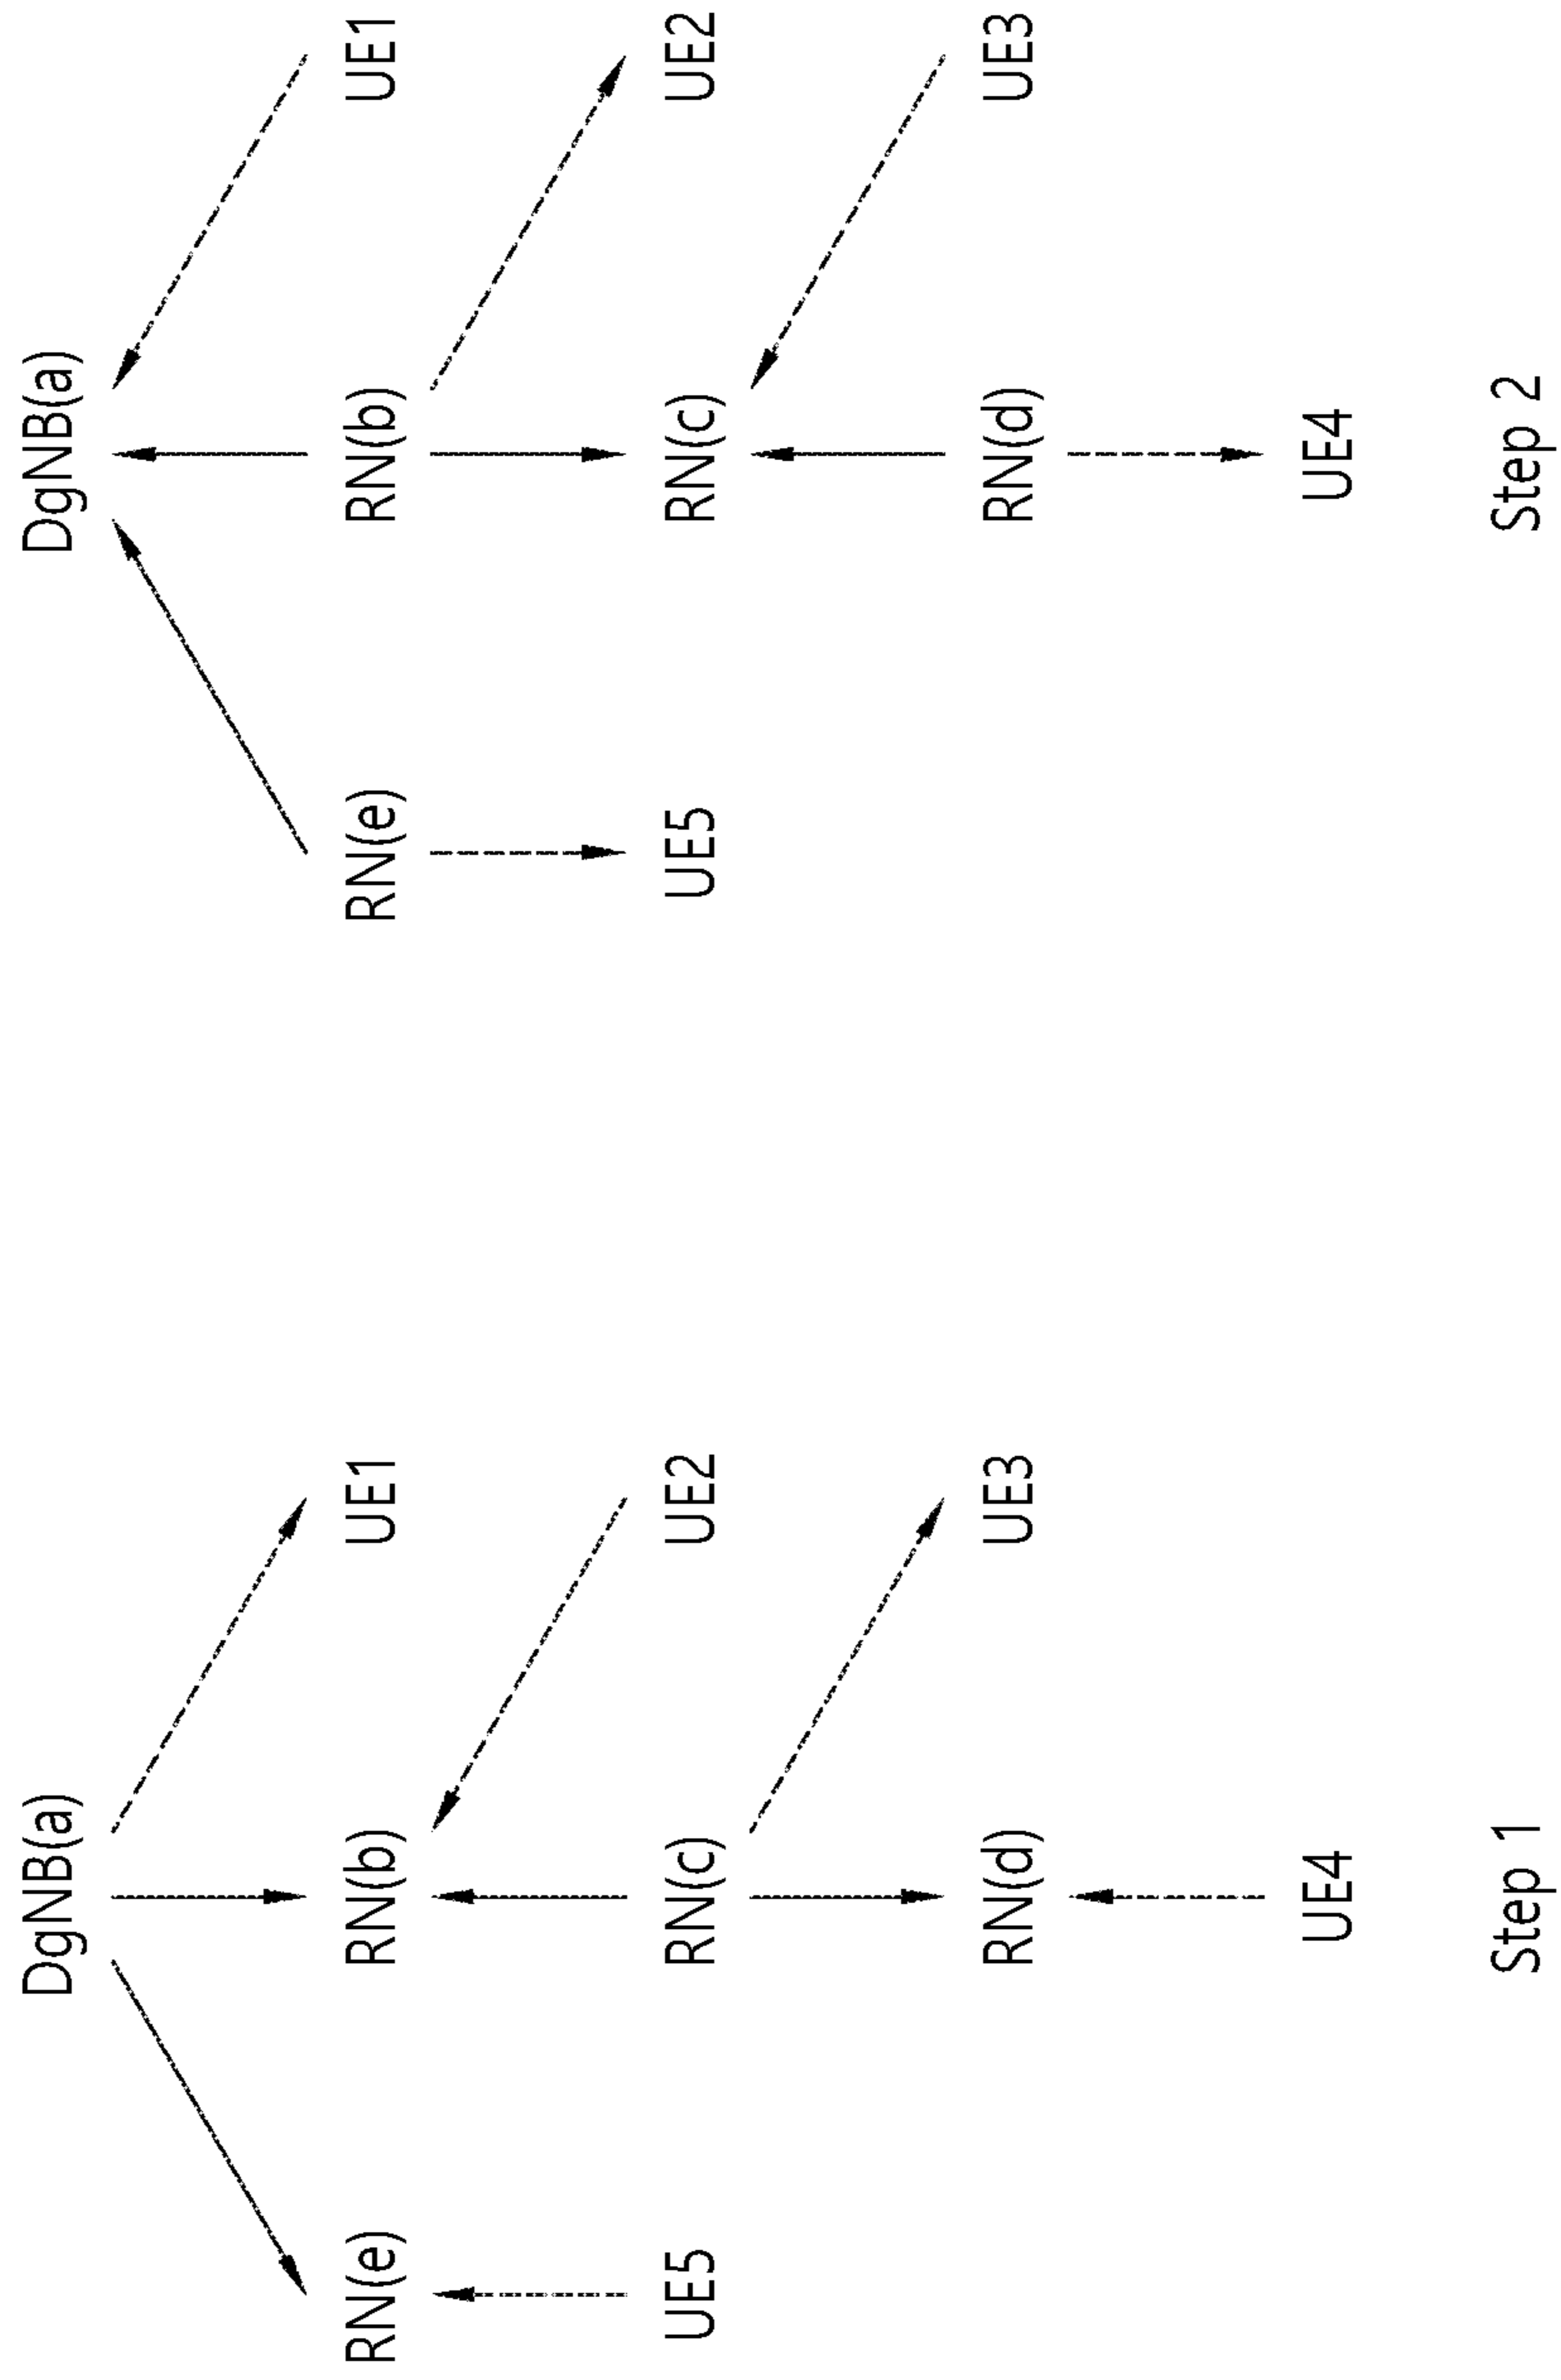 DgNB(a)
RN(e)
RN(b)
UE1
UE5
RN(c)
UE2
RN(d)
UE3
UE4
Step 1
DgNB(a)
RN(e)
RN(b)
UE1
UE5
RN(c)
UE2
RN(d)
UE3
UE4
Step 2